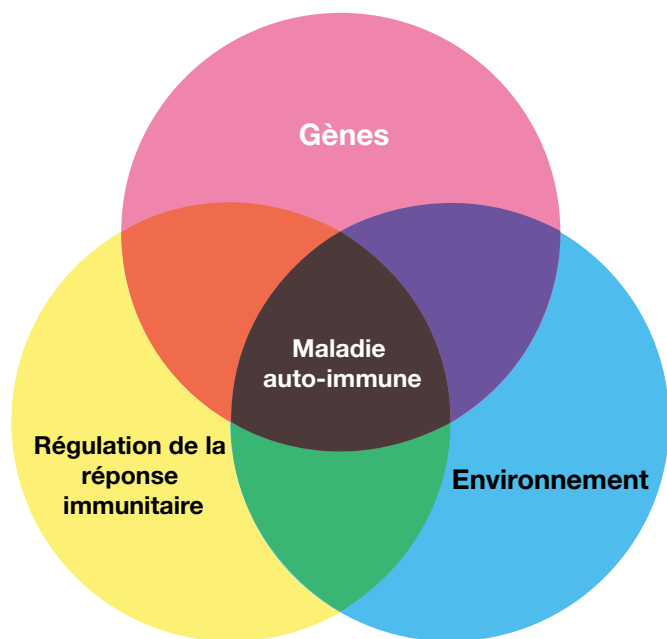 Gènes
Maladie
auto-immune
Régulation de la
réponse
immunitaire
Environnement